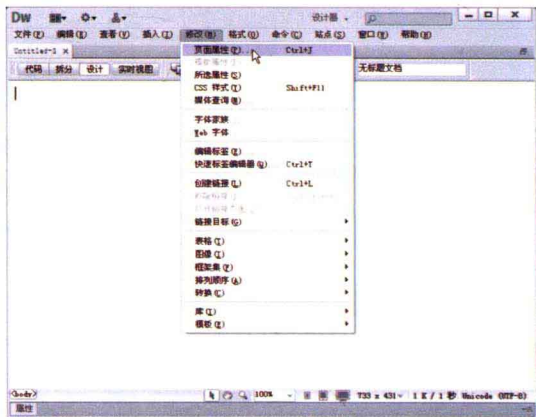 Dw 设计器
文件(F) 编辑(E) 查看(V) 插入(I) 修改(M) 格式(O) 命令(C) 站点(S) 窗口(W) 帮助(H)
Untitled-1 ×
代码 拆分 设计 实时视图 无标题文档
页面属性(P)... Ctrl+J
所选属性(S)
CSS 样式(Y) Shift+F11
媒体查询(M)
字体家族
Web 字体
编辑标签(E)
快速标签编辑器(Q) Ctrl+T
创建链接(L) Ctrl+L
链接目标(G)
表格(T)
图像(I)
框架集(F)
排列顺序(A)
转换(C)
库(I)
模板(E)
<body> 100% 733 x 431 1 K / 1 秒 Unicode (UTF-8)
属性